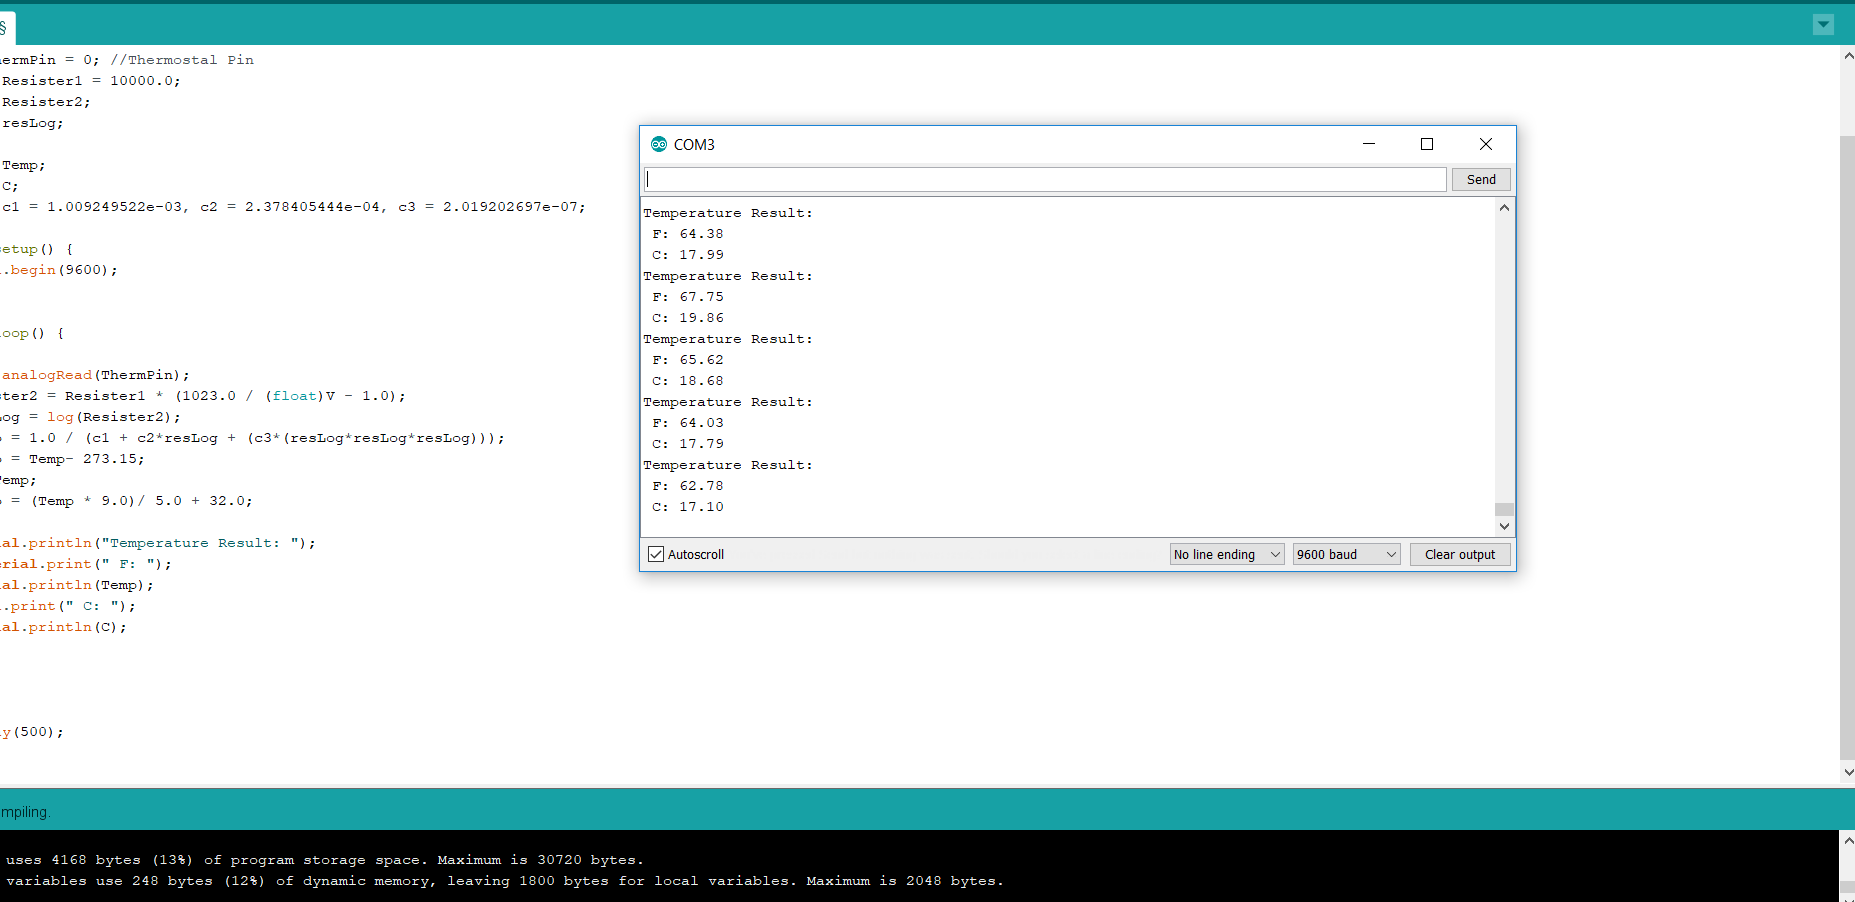 §
ermPin = 0; //Thermostal Pin
Resister1 = 10000.0;
Resister2;
resLog;
Temp;
C;
c1 = 1.009249522e-03, c2 = 2.378405444e-04, c3 = 2.019202697e-07;
etup() {
.begin(9600);
oop() {
analogRead(ThermPin);
ter2 = Resister1 * (1023.0 / (float)V - 1.0);
og = log(Resister2);
= 1.0 / (c1 + c2*resLog + (c3*(resLog*resLog*resLog)));
= Temp- 273.15;
emp;
= (Temp * 9.0)/ 5.0 + 32.0;
al.println("Temperature Result: ");
rial.print(" F: ");
al.println(Temp);
.print(" C: ");
al.println(C);
y(500);
COM3
Send
Temperature Result:
F: 64.38
C: 17.99
Temperature Result:
F: 67.75
C: 19.86
Temperature Result:
F: 65.62
C: 18.68
Temperature Result:
F: 64.03
C: 17.79
Temperature Result:
F: 62.78
C: 17.10
Autoscroll
No line ending
9600 baud
Clear output
mpiling.
uses 4168 bytes (13%) of program storage space. Maximum is 30720 bytes.
variables use 248 bytes (12%) of dynamic memory, leaving 1800 bytes for local variables. Maximum is 2048 bytes.